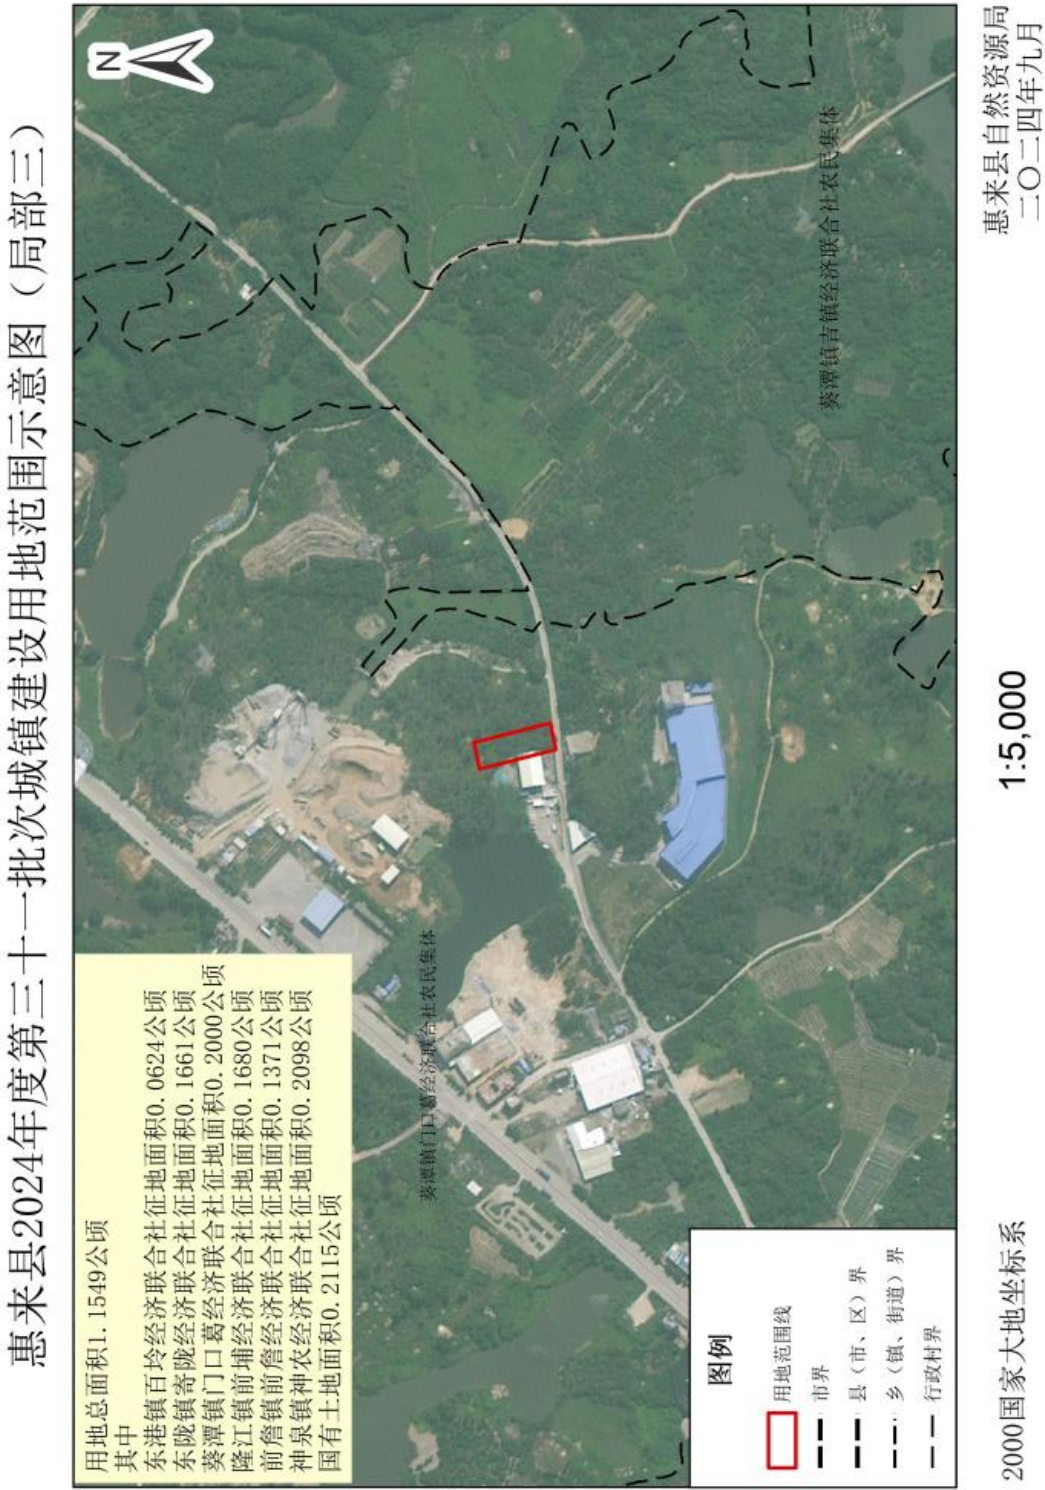 惠来县2024年度第三十一批次城镇建设用地范围示意图（局部三）
N
用地总面积1.1549公顷
其中
东港镇百坽经济联合社征地面积0.0624公顷
东陇镇寄陇经济联合社征地面积0.1661公顷
葵潭镇门口葛经济联合社征地面积0.2000公顷
隆江镇前埔经济联合社征地面积0.1680公顷
前詹镇前詹经济联合社征地面积0.1371公顷
神泉镇神农经济联合社征地面积0.2098公顷
国有土地面积0.2115公顷
葵潭镇门口葛经济联合社农民集体
葵潭镇吉镇经济联合社农民集体
图例
用地范围线
市界
县（市、区）界
乡（镇、街道）界
行政村界
2000国家大地坐标系
1:5,000
惠来县自然资源局
二〇二四年九月